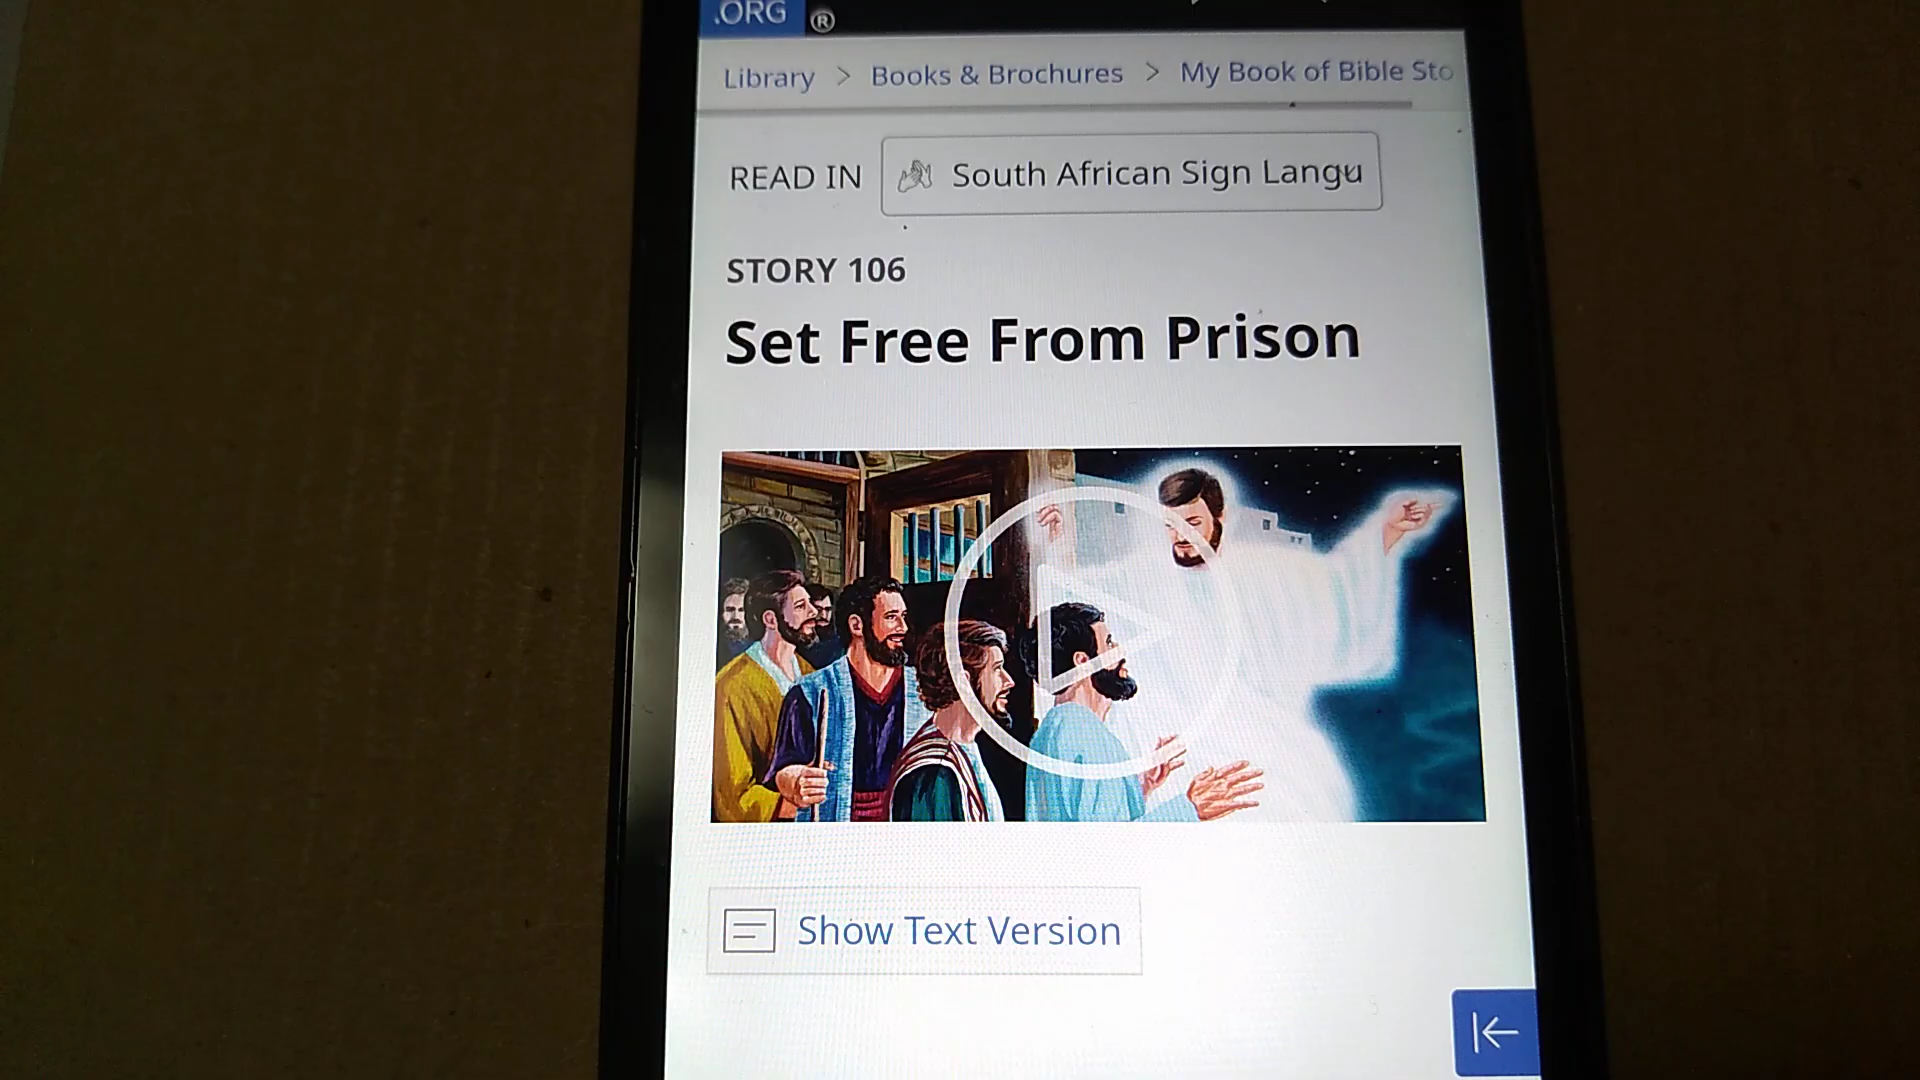 .ORG ®
Library > Books & Brochures > My Book of Bible Sto
READ IN South African Sign Langu
STORY 106
Set Free From Prison
Show Text Version